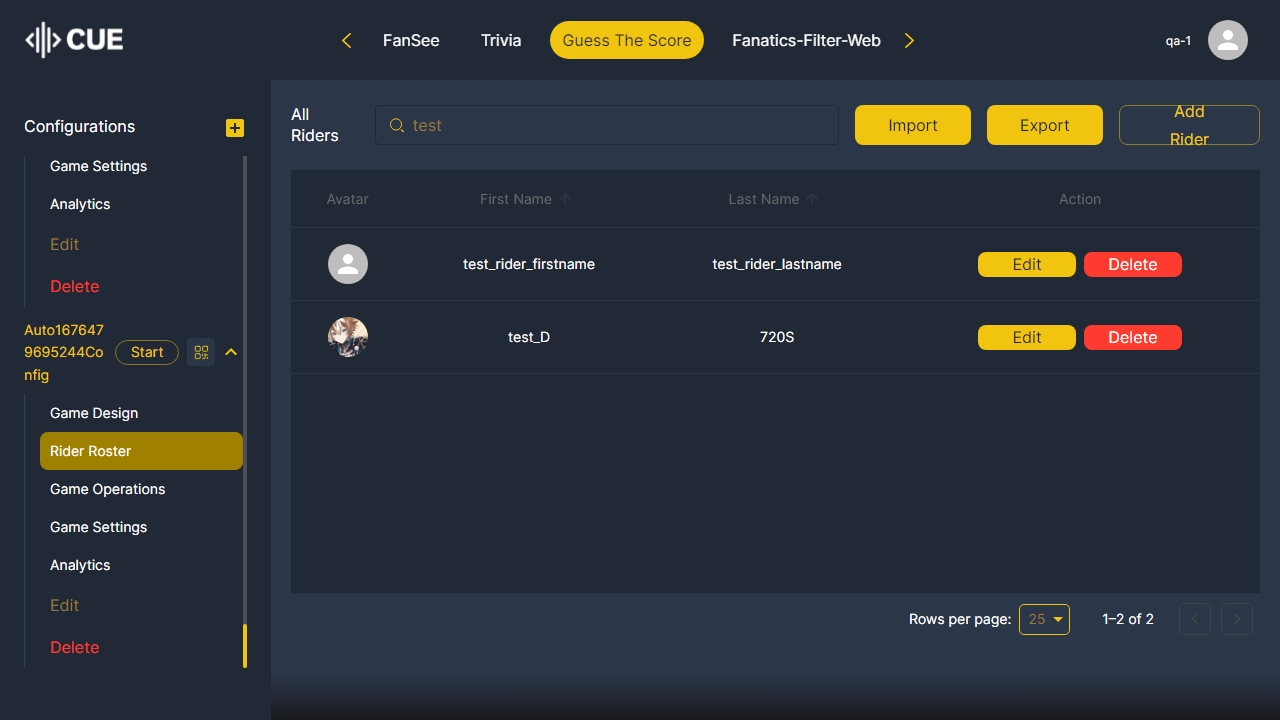 CUE
FanSee
Trivia
Guess The Score
Fanatics-Filter-Web
qa-1
Configurations
Game Settings
Analytics
Edit
Delete
Auto167647
9695244Co
nfig
Start
Game Design
Rider Roster
Game Operations
Game Settings
Analytics
Edit
Delete
All
Riders
test
Import
Export
Add
Rider
Avatar
First Name
Last Name
Action
test_rider_firstname
test_rider_lastname
Edit
Delete
test_D
720S
Edit
Delete
Rows per page:
25
1–2 of 2